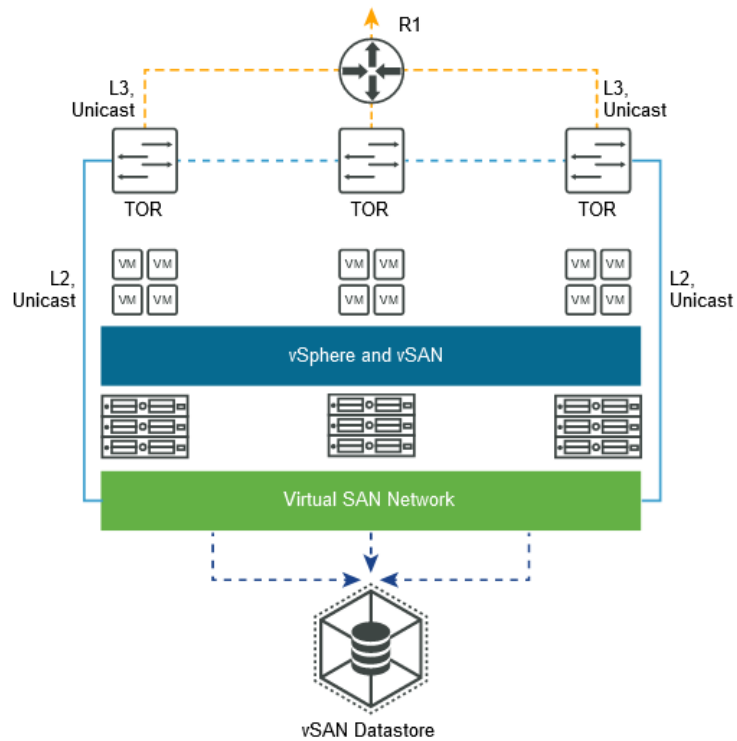 R1
L3,
Unicast
L3,
Unicast
TOR
TOR
TOR
VM VM
VM VM
VM VM
VM VM
VM VM
VM VM
L2,
Unicast
L2,
Unicast
vSphere and vSAN
Virtual SAN Network
vSAN Datastore